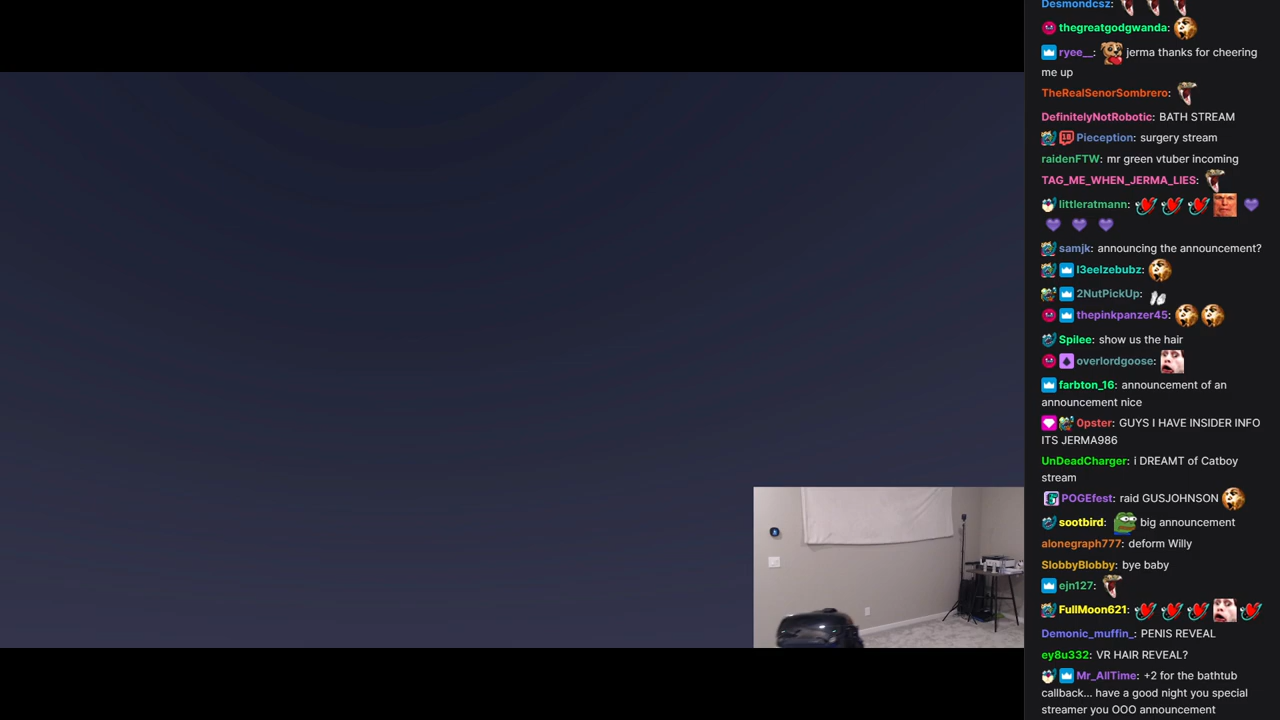 Desmondcsz:
thegreatgodgwanda:
ryee__: jerma thanks for cheering
me up
TheRealSenorSombrero:
DefinitelyNotRobotic: BATH STREAM
Pieception: surgery stream
raidenFTW: mr green vtuber incoming
TAG_ME_WHEN_JERMA_LIES:
littleratmann:
samjk: announcing the announcement?
l3eelzebubz:
2NutPickUp:
thepinkpanzer45:
Spilee: show us the hair
overlordgoose:
farbton_16: announcement of an
announcement nice
0pster: GUYS I HAVE INSIDER INFO
ITS JERMA986
UnDeadCharger: i DREAMT of Catboy
stream
POGEfest: raid GUSJOHNSON
sootbird: big announcement
alonegraph777: deform Willy
SlobbyBlobby: bye baby
ejn127:
FullMoon621:
Demonic_muffin_: PENIS REVEAL
ey8u332: VR HAIR REVEAL?
Mr_AllTime: +2 for the bathtub
callback... have a good night you special
streamer you OOO announcement